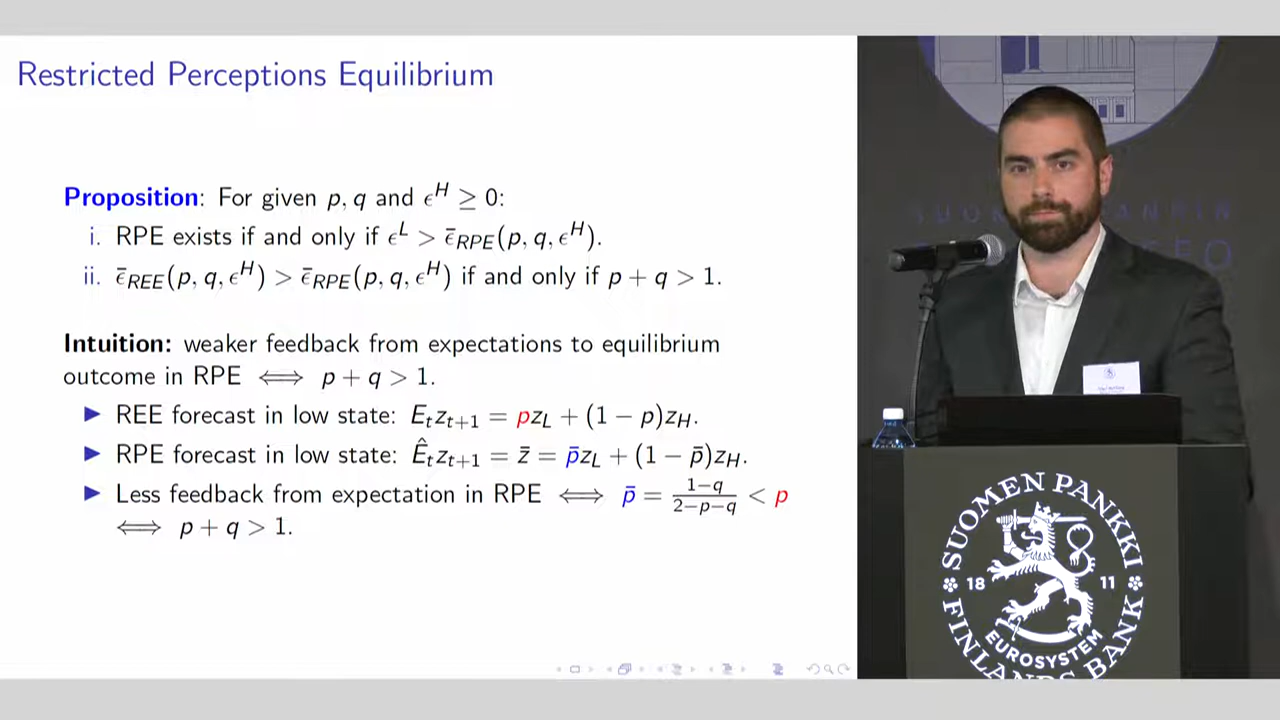 Restricted Perceptions Equilibrium
Proposition: For given p, q and ϵ^H ≥ 0:
i. RPE exists if and only if ϵ^L > ϵ̄_RPE(p, q, ϵ^H).
ii. ϵ̄_REE(p, q, ϵ^H) > ϵ̄_RPE(p, q, ϵ^H) if and only if p + q > 1.
Intuition: weaker feedback from expectations to equilibrium
outcome in RPE ⟺ p + q > 1.
▶ REE forecast in low state: E_t z_{t+1} = pz_L + (1 − p)z_H.
▶ RPE forecast in low state: Ê_t z_{t+1} = z̄ = p̄z_L + (1 − p̄)z_H.
▶ Less feedback from expectation in RPE ⟺ p̄ = (1−q)/(2−p−q) < p
⟺ p + q > 1.
SUOMEN PANKKI
18 11
EUROSYSTEM
FINLANDS BANK